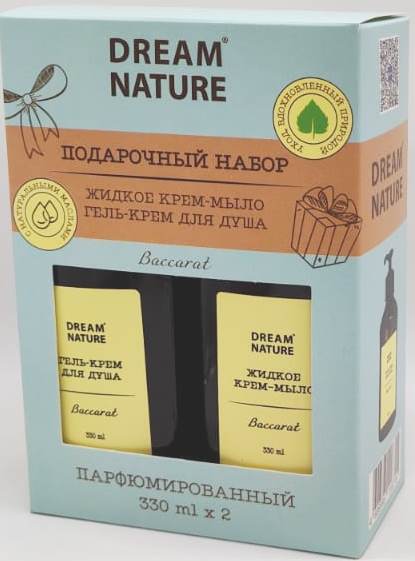 DREAM®
NATURE
УХОД, ВДОХНОВЛЕННЫЙ ПРИРОДОЙ
ПОДАРОЧНЫЙ НАБОР
ЖИДКОЕ КРЕМ-МЫЛО
ГЕЛЬ-КРЕМ ДЛЯ ДУША
С НАТУРАЛЬНЫМИ МАСЛАМИ
Baccarat
DREAM®
NATURE
ГЕЛЬ-КРЕМ
ДЛЯ ДУША
Baccarat
330 ml
DREAM®
NATURE
ЖИДКОЕ
КРЕМ-МЫЛО
Baccarat
330 ml
ПАРФЮМИРОВАННЫЙ
330 ml x 2
DREAM
NATURE